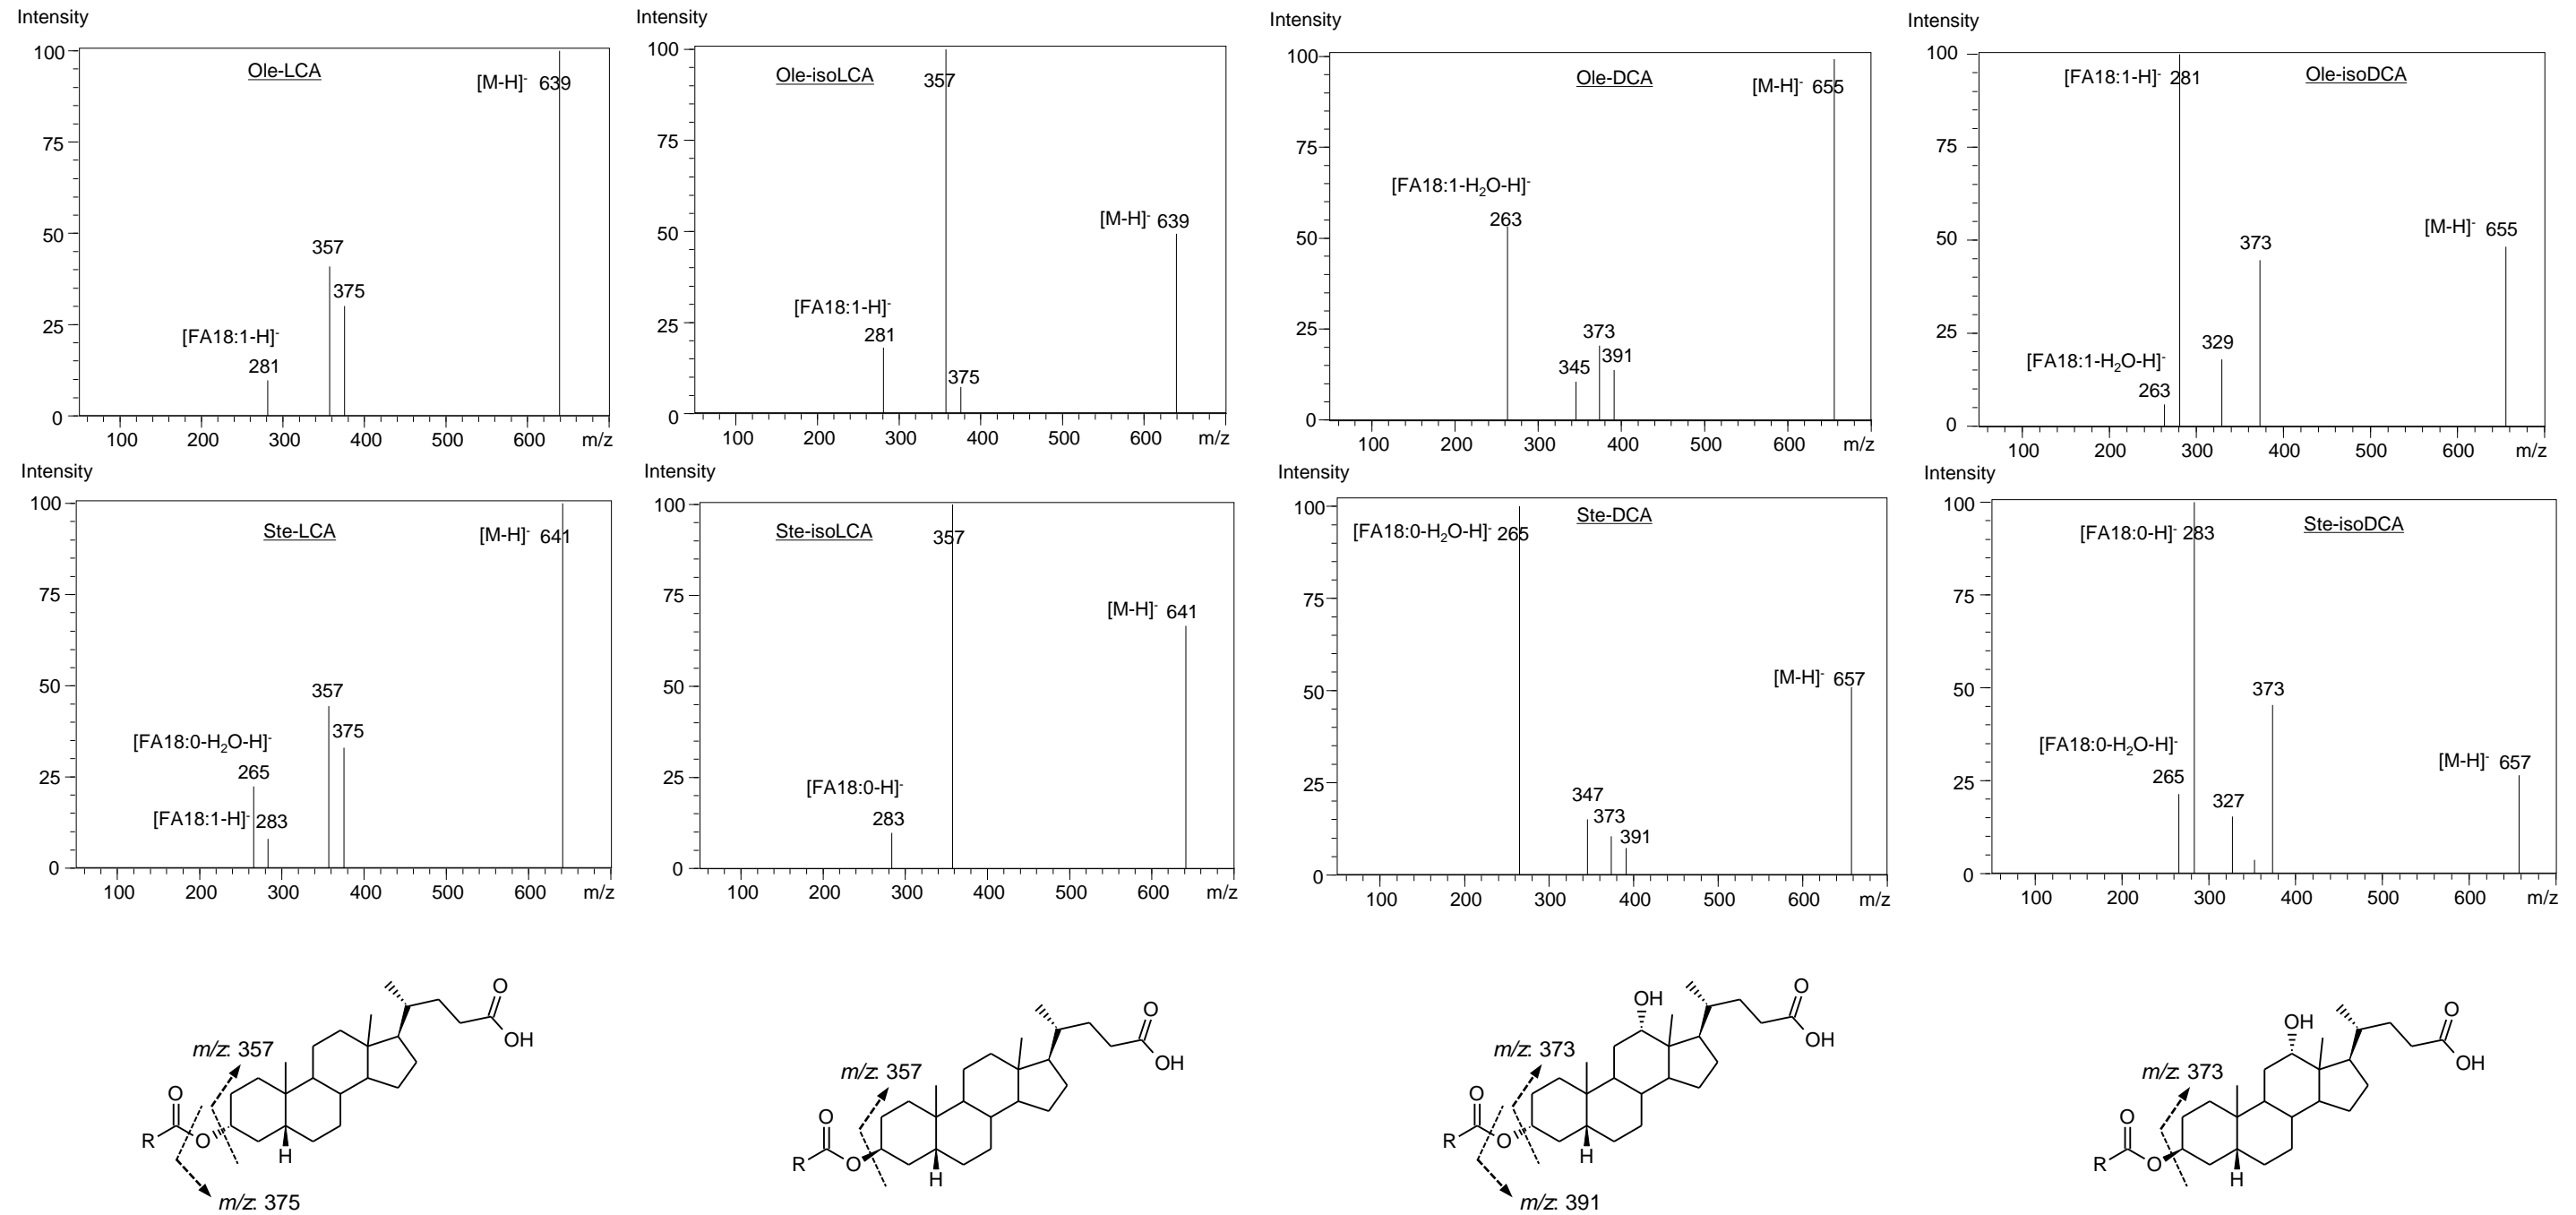 Intensity
100
75
50
25
0
Ole-LCA
[M-H]- 639
357
375
[FA18:1-H]-
281
100 200 300 400 500 600 m/z
Intensity
100
75
50
25
0
Ole-isoLCA
357
[M-H]- 639
[FA18:1-H]-
281
375
100 200 300 400 500 600 m/z
Intensity
100
75
50
25
0
Ole-DCA
[M-H]- 655
[FA18:1-H2O-H]-
263
345
373
391
100 200 300 400 500 600 m/z
Intensity
100
75
50
25
0
[FA18:1-H]- 281
Ole-isoDCA
[M-H]- 655
373
329
[FA18:1-H2O-H]-
263
100 200 300 400 500 600 m/z
Intensity
100
75
50
25
0
Ste-LCA
[M-H]- 641
357
375
[FA18:0-H2O-H]-
265
[FA18:1-H]- 283
100 200 300 400 500 600 m/z
Intensity
100
75
50
25
0
Ste-isoLCA
357
[M-H]- 641
[FA18:0-H]-
283
100 200 300 400 500 600 m/z
Intensity
100
75
50
25
0
Ste-DCA
[FA18:0-H2O-H]- 265
[M-H]- 657
347
373
391
100 200 300 400 500 600 m/z
Intensity
100
75
50
25
0
[FA18:0-H]- 283
Ste-isoDCA
373
[FA18:0-H2O-H]-
265
327
[M-H]- 657
100 200 300 400 500 600 m/z
O
OH
m/z: 357
O
R
O
H
m/z: 375
O
OH
m/z: 357
O
R
O
H
OH
O
OH
m/z: 373
O
R
O
H
m/z: 391
OH
O
OH
m/z: 373
O
R
O
H